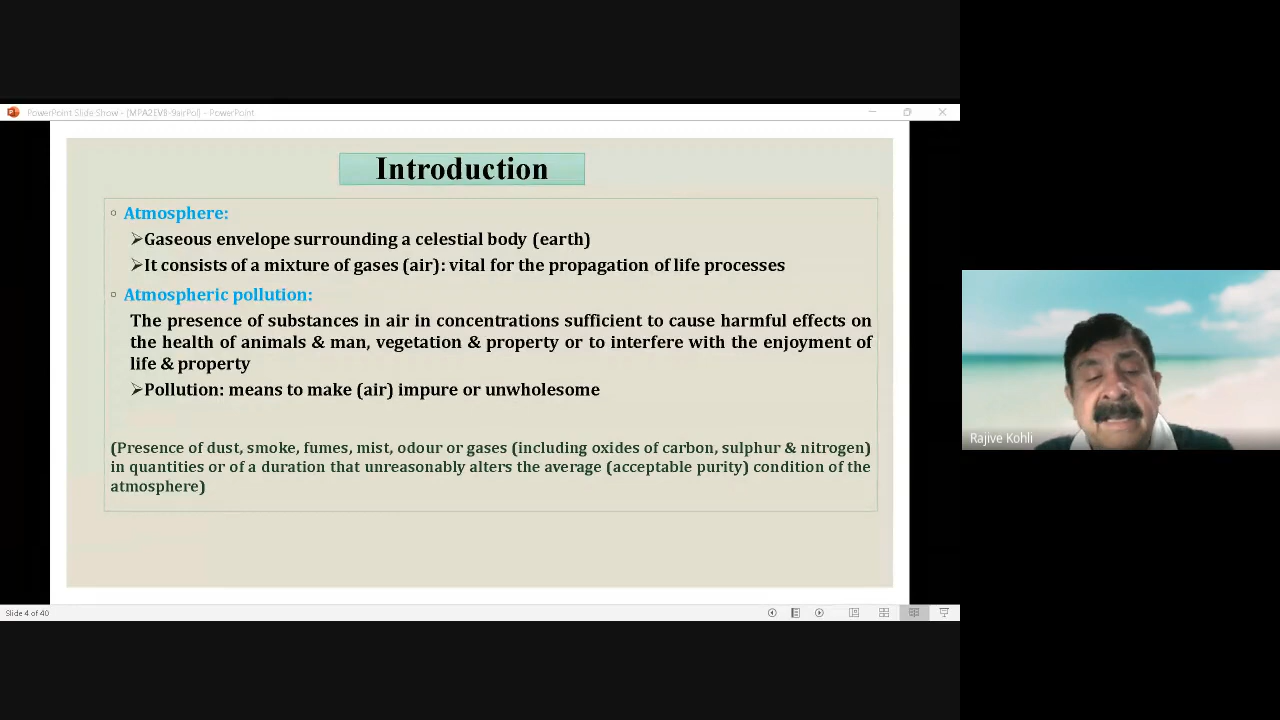 PowerPoint Slide Show - [MPA2EV8-9airPol] - PowerPoint
Introduction
Atmosphere:
➢Gaseous envelope surrounding a celestial body (earth)
➢It consists of a mixture of gases (air): vital for the propagation of life processes
Atmospheric pollution:
The presence of substances in air in concentrations sufficient to cause harmful effects on
the health of animals & man, vegetation & property or to interfere with the enjoyment of
life & property
➢Pollution: means to make (air) impure or unwholesome
(Presence of dust, smoke, fumes, mist, odour or gases (including oxides of carbon, sulphur & nitrogen)
in quantities or of a duration that unreasonably alters the average (acceptable purity) condition of the
atmosphere)
Slide 4 of 40
Rajive Kohli